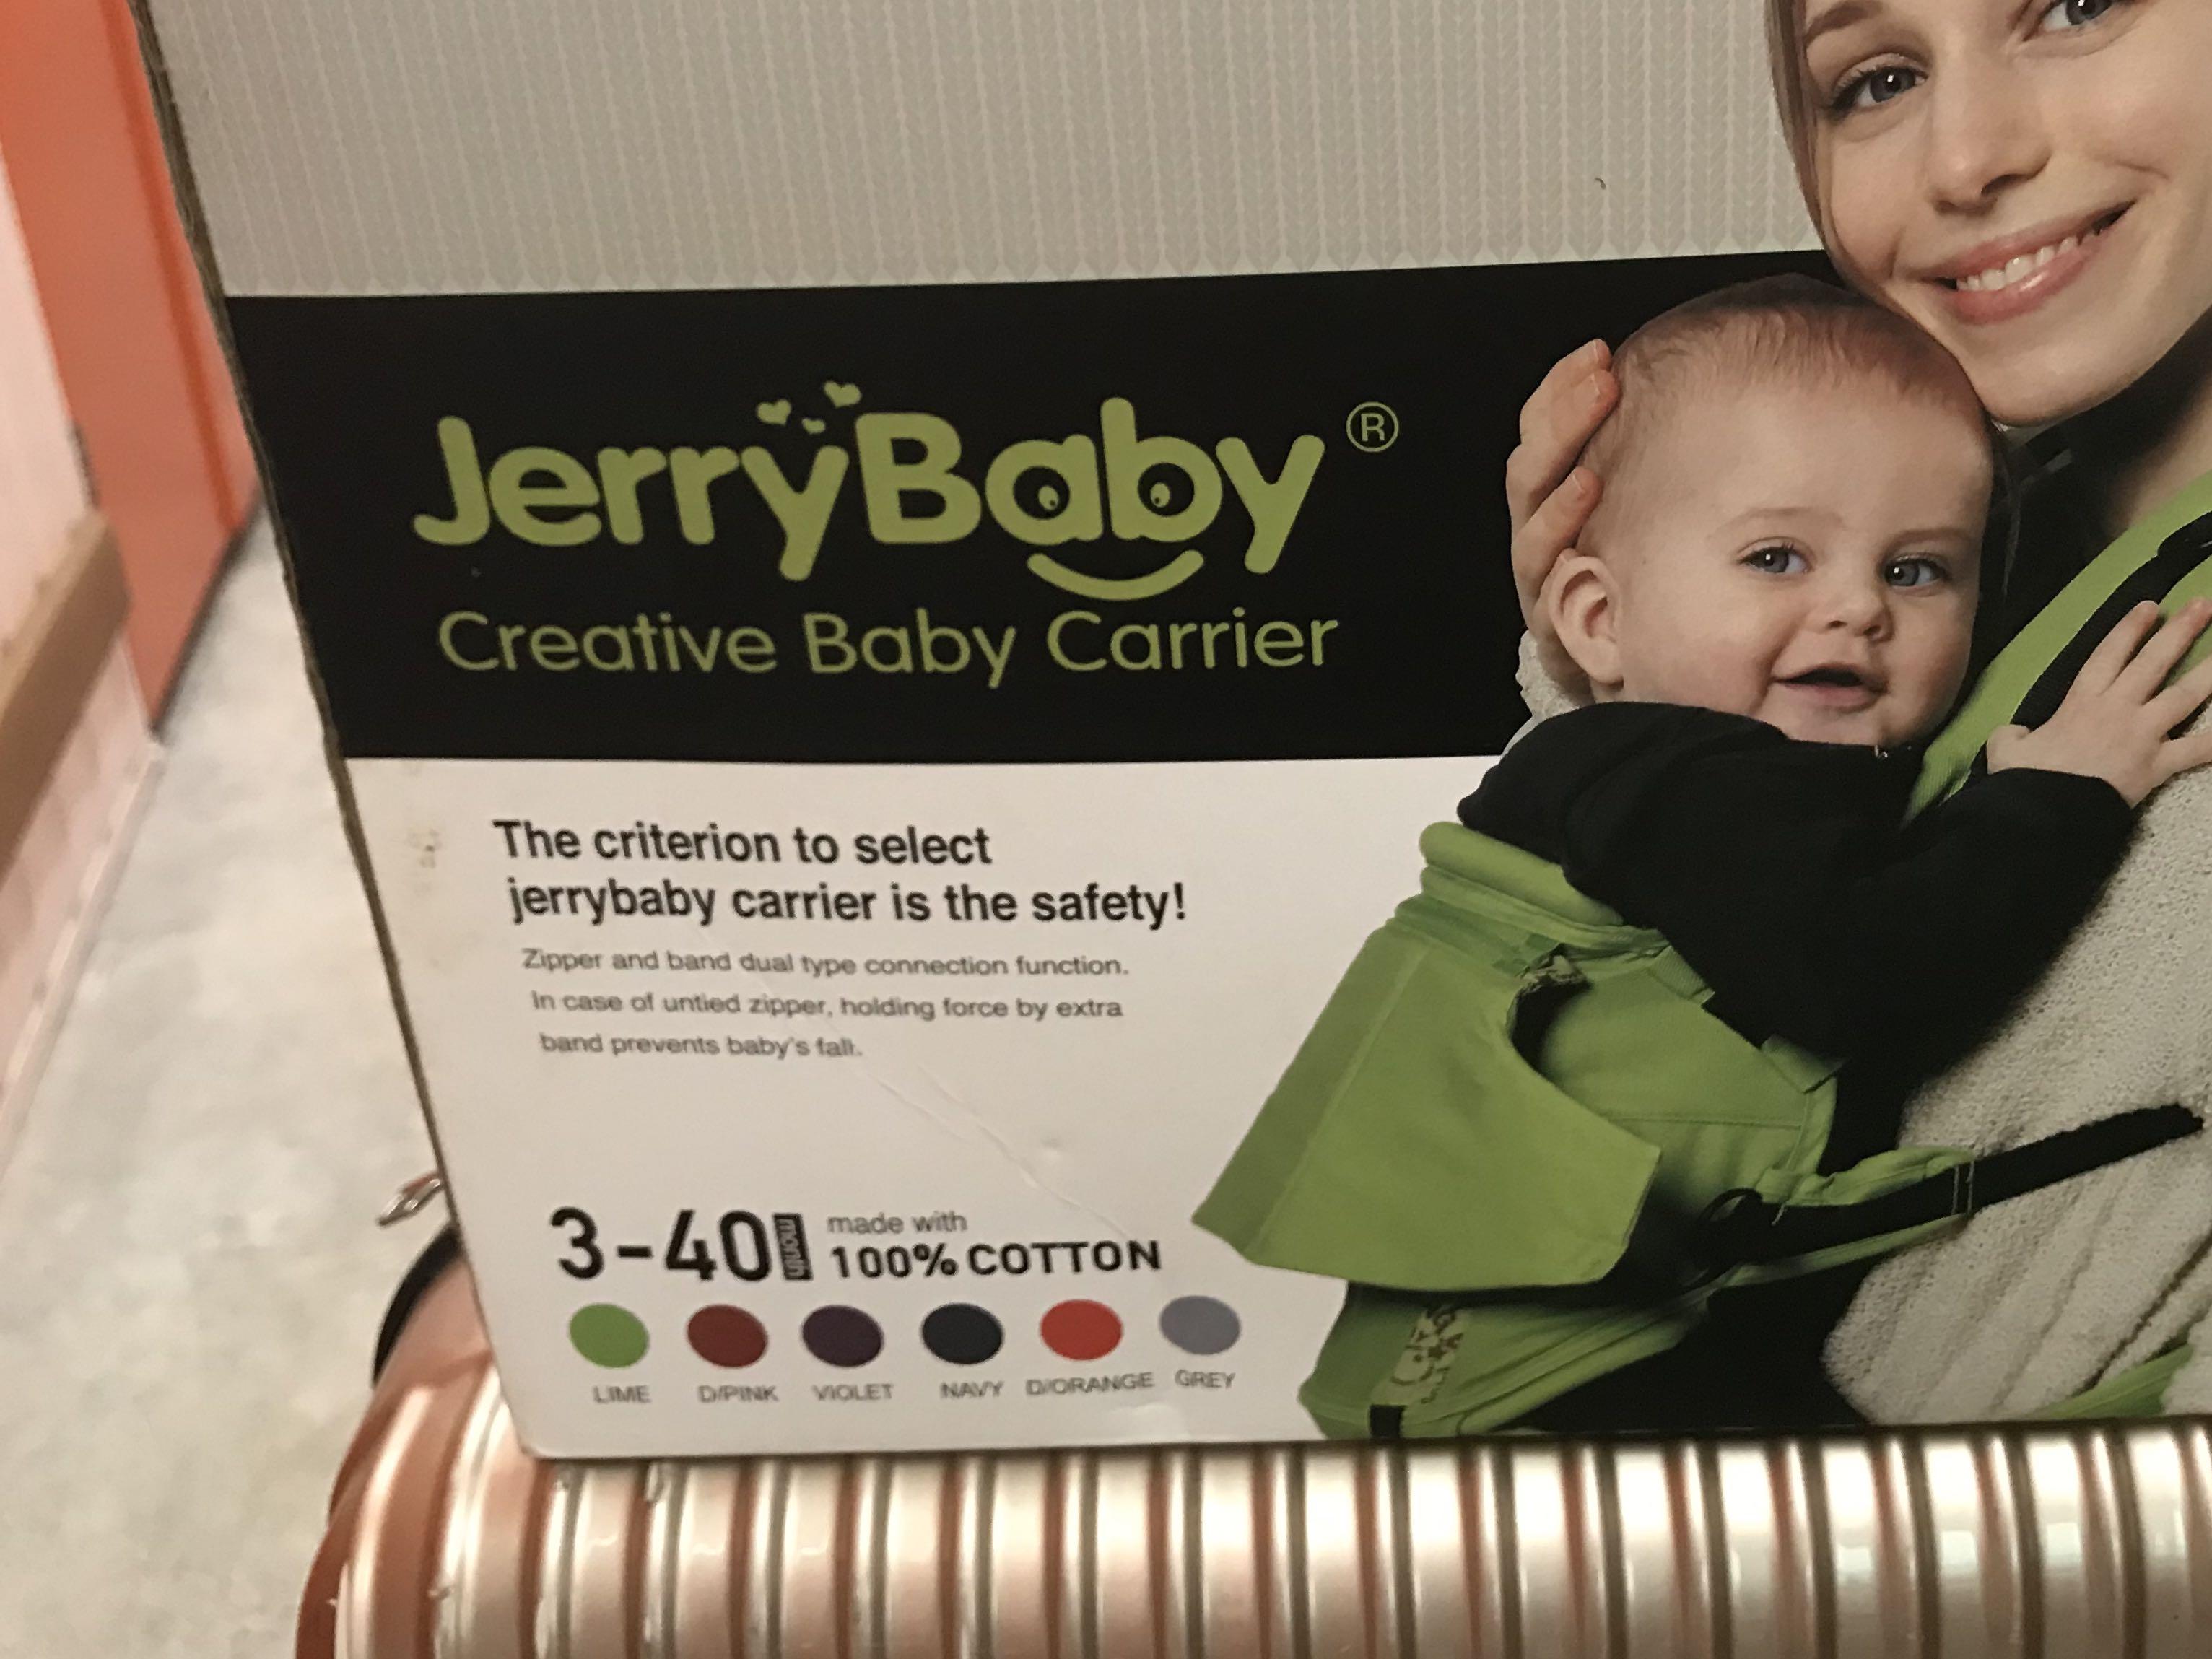 JerryBaby®
Creative Baby Carrier
The criterion to select
jerrybaby carrier is the safety!
Zipper and band dual type connection function.
In case of untied zipper, holding force by extra
band prevents baby's fall.
3-40 month made with
100% COTTON
LIME D/PINK VIOLET NAVY D/ORANGE GREY